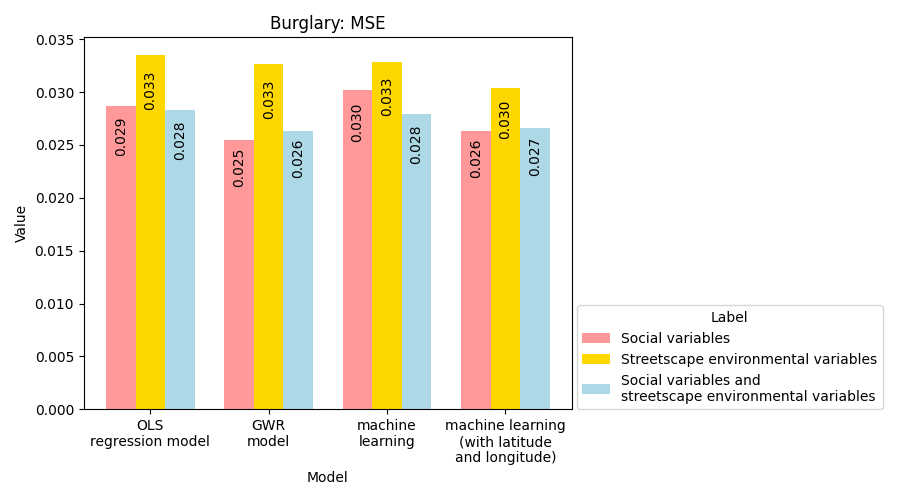 Burglary: MSE
Value
0.035
0.030
0.025
0.020
0.015
0.010
0.005
0.000
0.029
0.033
0.028
0.025
0.033
0.026
0.030
0.033
0.028
0.026
0.030
0.027
OLS
regression model
GWR
model
machine
learning
machine learning
(with latitude
and longitude)
Model
Label
Social variables
Streetscape environmental variables
Social variables and
streetscape environmental variables